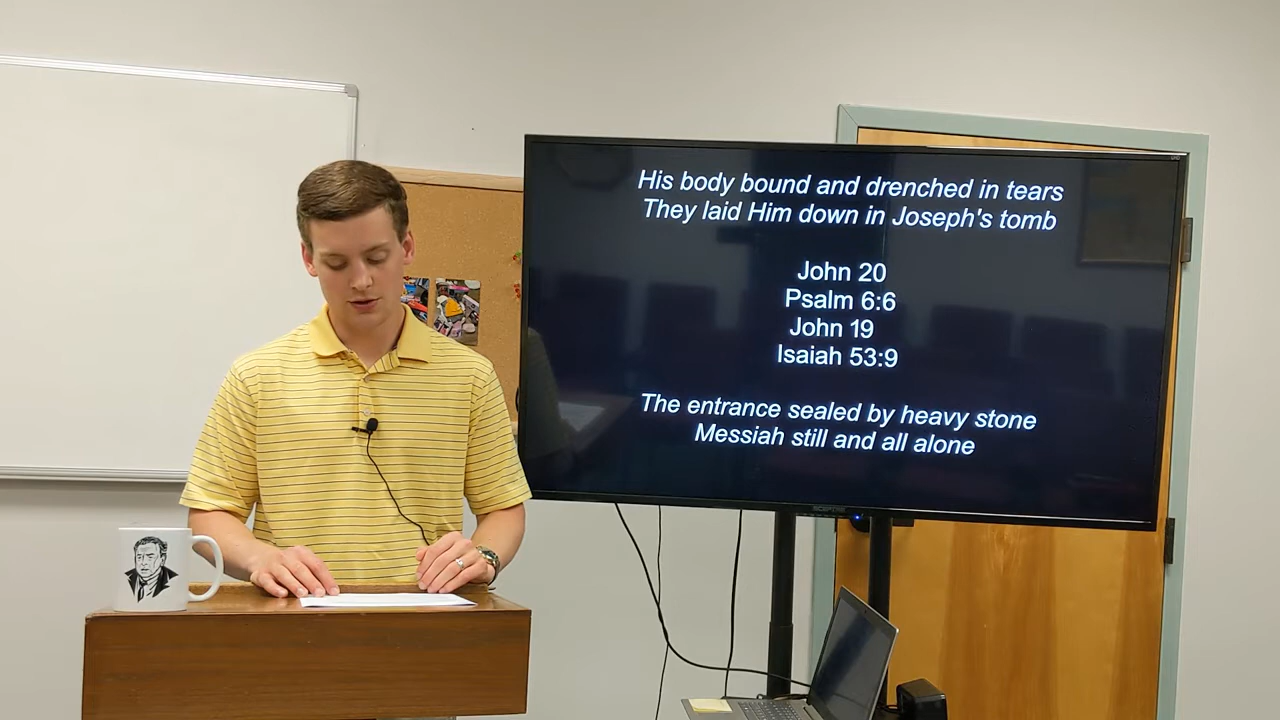 His body bound and drenched in tears
They laid Him down in Joseph's tomb
John 20
Psalm 6:6
John 19
Isaiah 53:9
The entrance sealed by heavy stone
Messiah still and all alone